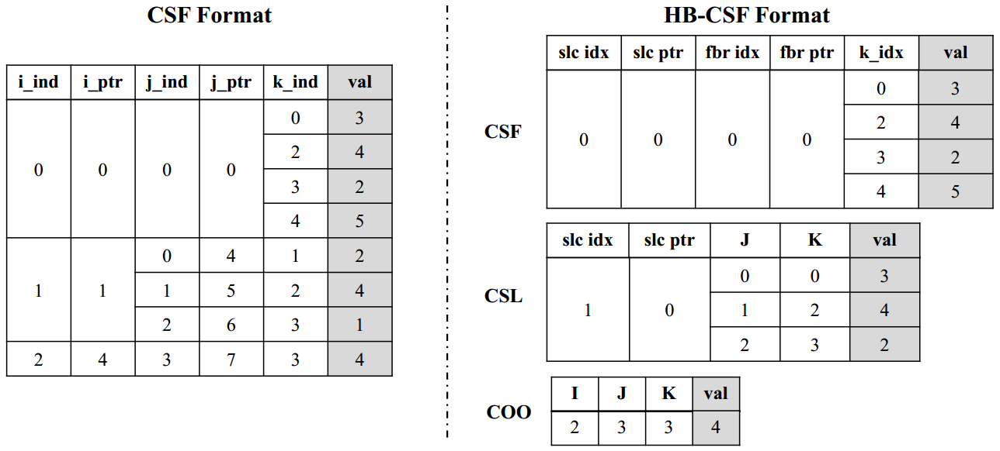 CSF Format
i_ind i_ptr j_ind j_ptr k_ind val
0 0 0 0 0 3
2 4
3 2
4 5
1 1 0 4 1 2
1 5 2 4
2 6 3 1
2 4 3 7 3 4
HB-CSF Format
CSF
slc idx slc ptr fbr idx fbr ptr k_idx val
0 0 0 0 0 3
2 4
3 2
4 5
CSL
slc idx slc ptr J K val
1 0 0 0 3
1 2 4
2 3 2
COO
I J K val
2 3 3 4